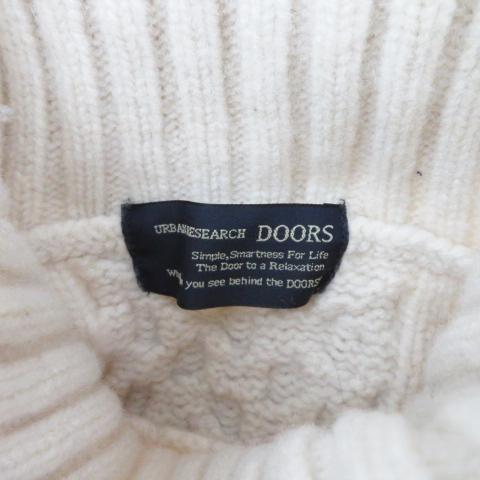 URBAN RESEARCH DOORS
Simple, Smartness For Life
The Door to a Relaxation
you see behind the DOORS